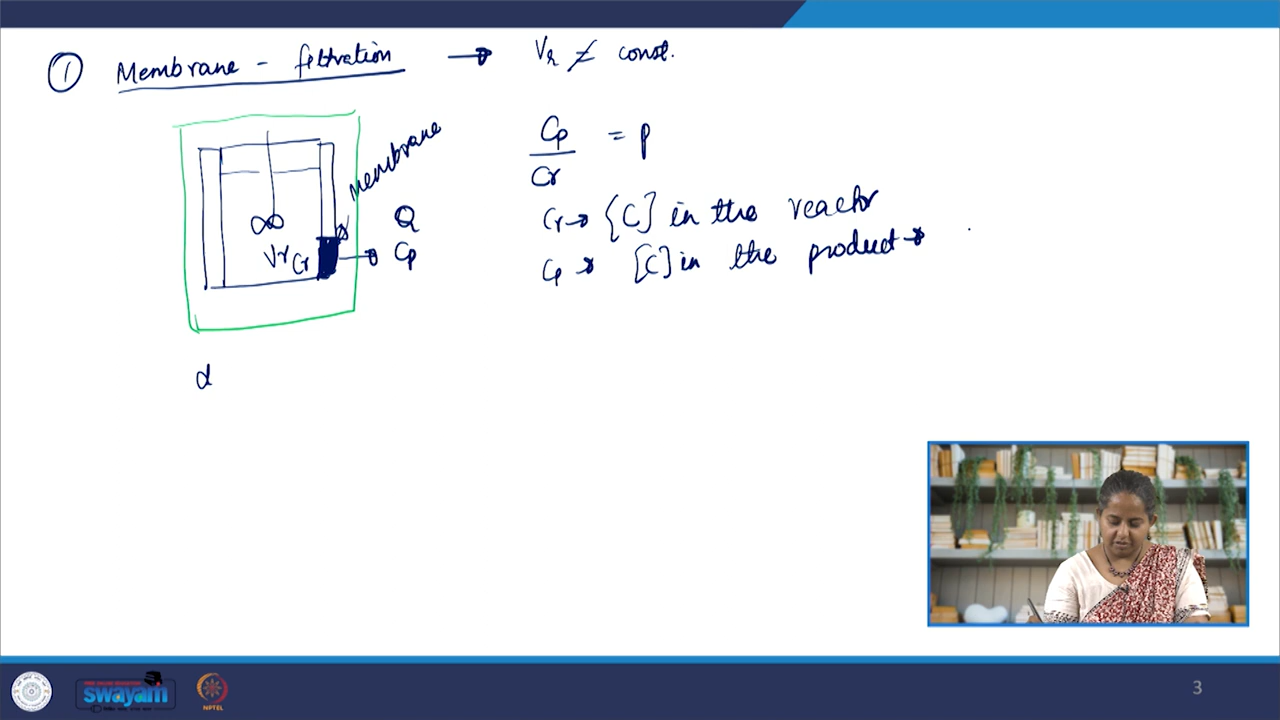 ① Membrane - filtration → Vr ≠ const.
Membrane
Cp / Cr = p
Cr → {C] in the reactor
Q
Vr Cr → Cp
Cp → [C] in the product →
d
3
swayam
NPTEL